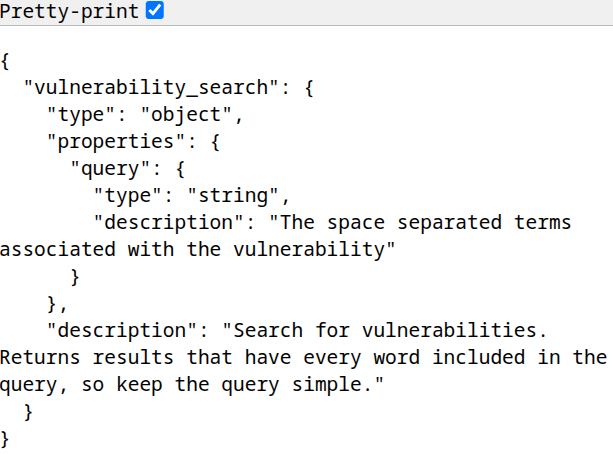 Pretty-print
{
  "vulnerability_search": {
    "type": "object",
    "properties": {
      "query": {
        "type": "string",
        "description": "The space separated terms
associated with the vulnerability"
      }
    },
    "description": "Search for vulnerabilities.
Returns results that have every word included in the
query, so keep the query simple."
  }
}